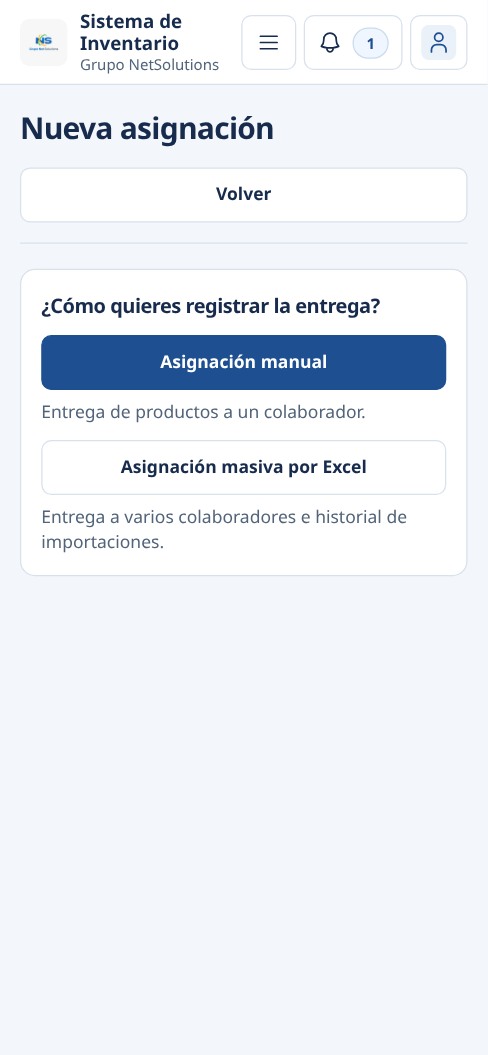 NS
Sistema de
Inventario
Grupo NetSolutions
1
Nueva asignación
Volver
¿Cómo quieres registrar la entrega?
Asignación manual
Entrega de productos a un colaborador.
Asignación masiva por Excel
Entrega a varios colaboradores e historial de
importaciones.